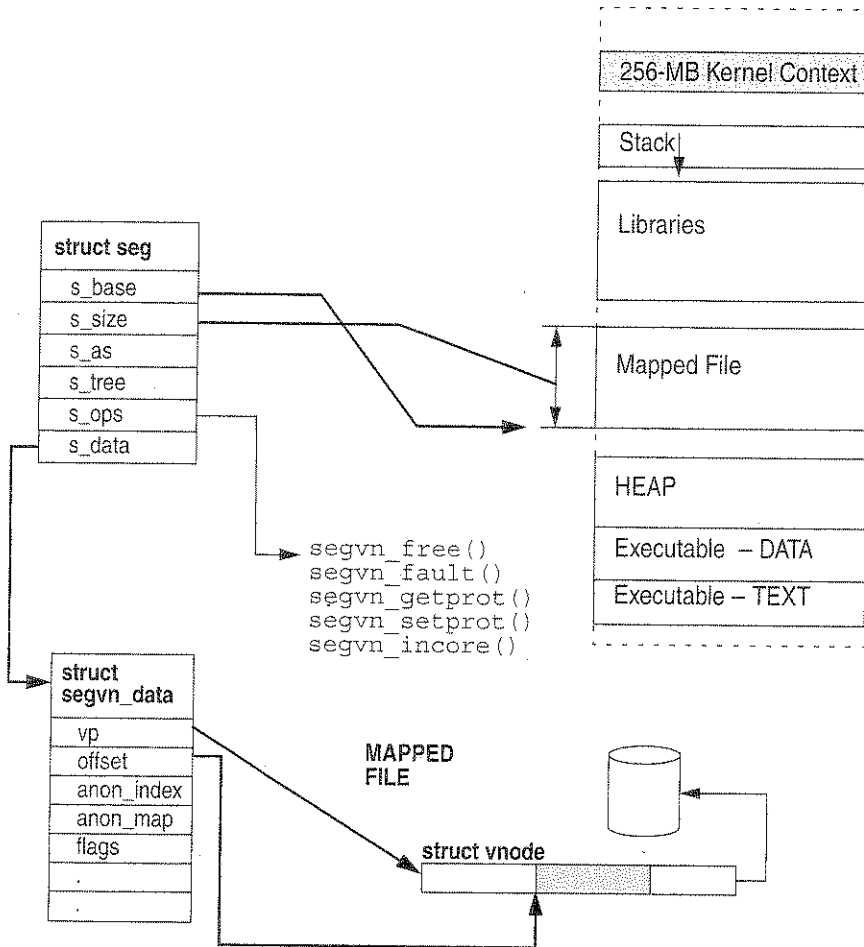 256-MB Kernel Context
Stack
Libraries
Mapped File
HEAP
Executable – DATA
Executable – TEXT
struct seg
s_base
s_size
s_as
s_tree
s_ops
s_data
segvn_free()
segvn_fault()
segvn_getprot()
segvn_setprot()
segvn_incore()
struct
segvn_data
vp
offset
anon_index
anon_map
flags
.
.
MAPPED
FILE
struct vnode